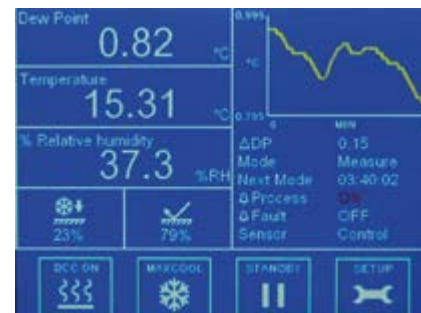 Dew Point
0.82 °C
Temperature
15.31 °C
% Relative humidity
37.3 %RH
23%
79%
0.995
°C
0.795
0
MIN
ΔDP 0.15
Mode Measure
Next Mode 03:40:02
Process ON
Fault OFF
Sensor Control
DCC ON
MAXCOOL
STANDBY
SETUP